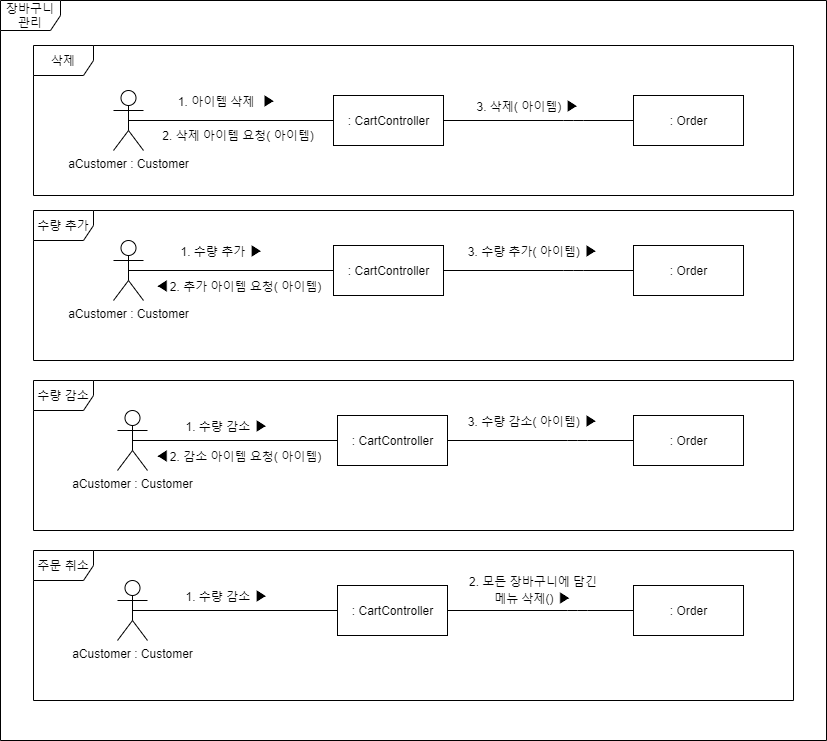 장바구니
관리
삭제
1. 아이템 삭제 ▶
2. 삭제 아이템 요청( 아이템)
: CartController
3. 삭제( 아이템) ▶
: Order
aCustomer : Customer
수량 추가
1. 수량 추가 ▶
◀ 2. 추가 아이템 요청( 아이템)
: CartController
3. 수량 추가( 아이템) ▶
: Order
aCustomer : Customer
수량 감소
1. 수량 감소 ▶
◀ 2. 감소 아이템 요청( 아이템)
: CartController
3. 수량 감소( 아이템) ▶
: Order
aCustomer : Customer
주문 취소
1. 수량 감소 ▶
: CartController
2. 모든 장바구니에 담긴
메뉴 삭제() ▶
: Order
aCustomer : Customer